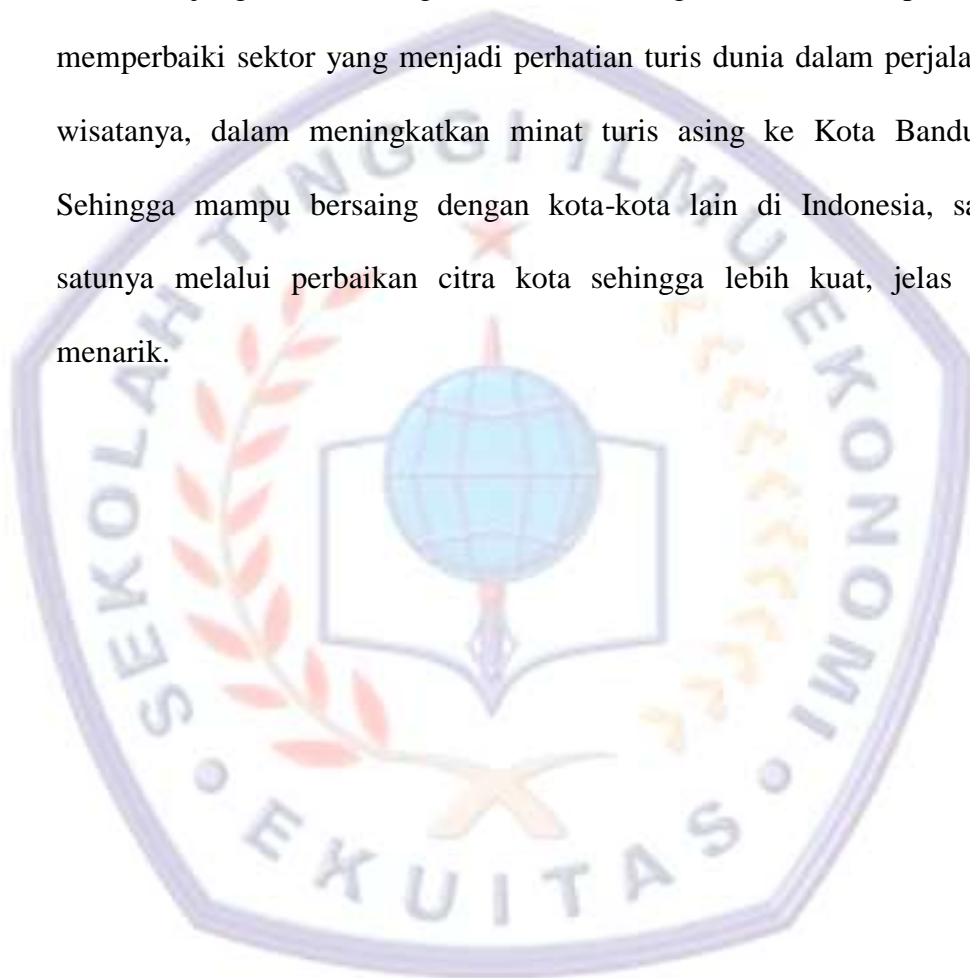 memperbaiki sektor yang menjadi perhatian turis dunia dalam perjala
wisatanya, dalam meningkatkan minat turis asing ke Kota Bandu
Sehingga mampu bersaing dengan kota-kota lain di Indonesia, sa
satunya melalui perbaikan citra kota sehingga lebih kuat, jelas
menarik.
SEKOLAH TINGGI ILMU EKONOMI
EKUITAS